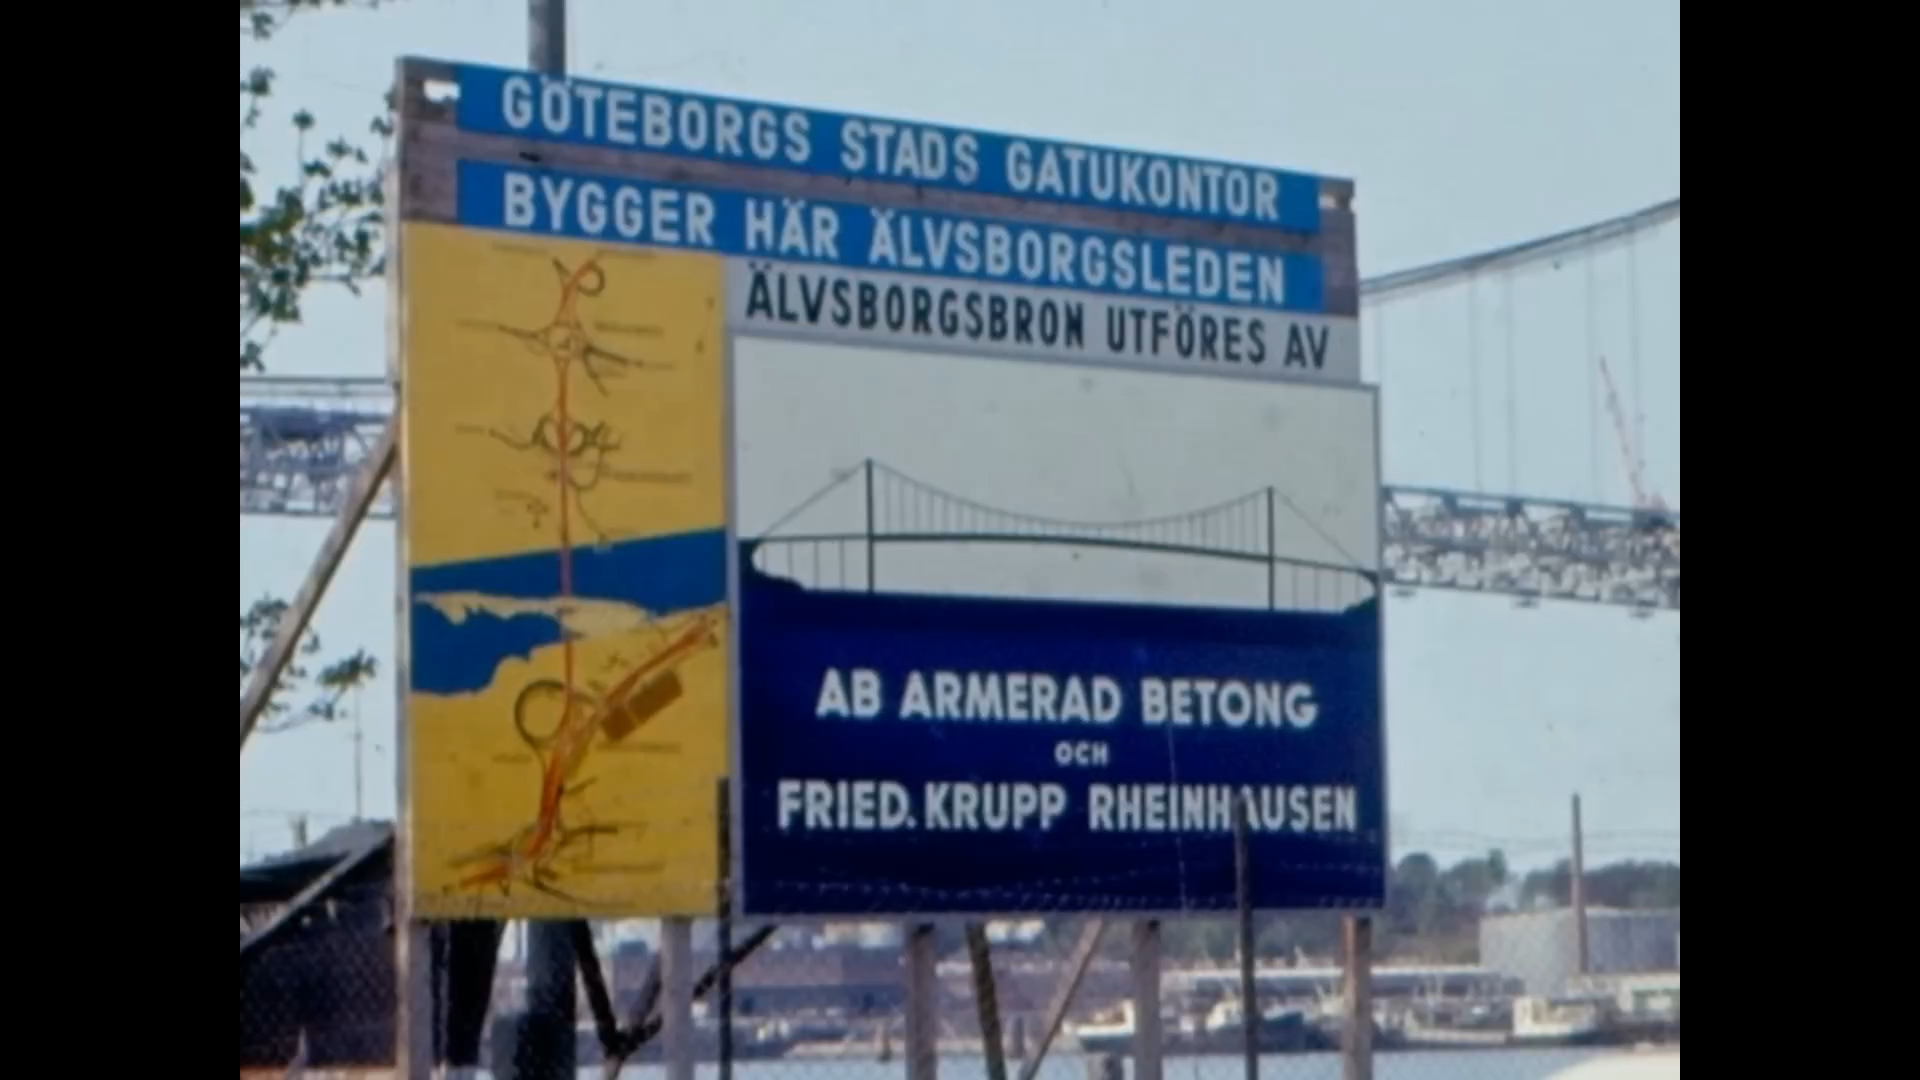 GÖTEBORGS STADS GATUKONTOR
BYGGER HÄR ÄLVSBORGSLEDEN
ÄLVSBORGSBRON UTFÖRES AV
AB ARMERAD BETONG
OCH
FRIED. KRUPP RHEINHAUSEN